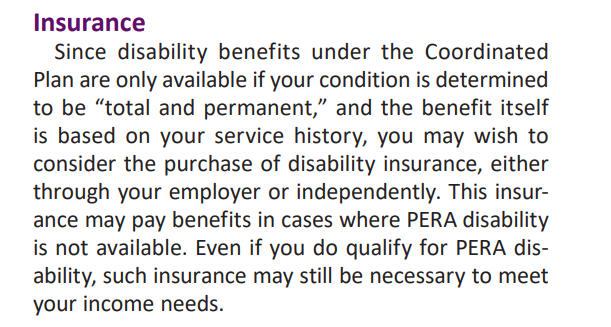 Insurance
Since disability benefits under the Coordinated
Plan are only available if your condition is determined
to be “total and permanent,” and the benefit itself
is based on your service history, you may wish to
consider the purchase of disability insurance, either
through your employer or independently. This insur-
ance may pay benefits in cases where PERA disability
is not available. Even if you do qualify for PERA dis-
ability, such insurance may still be necessary to meet
your income needs.